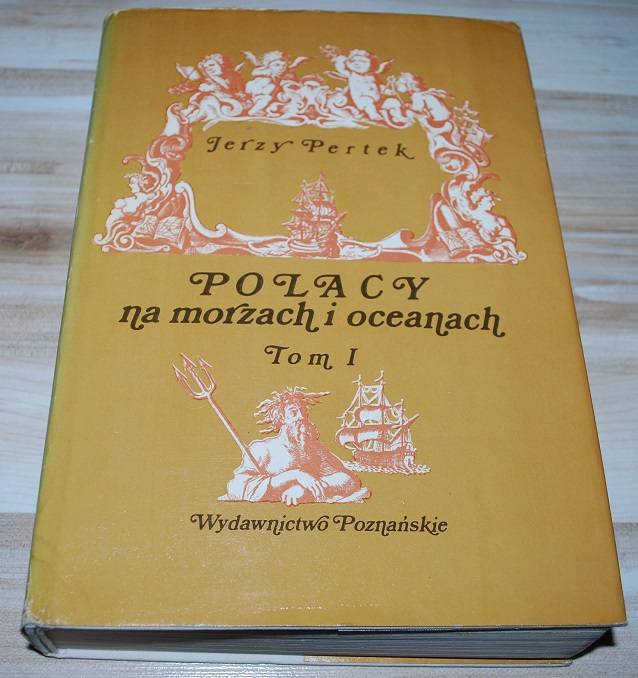 Jerzy Pertek
POLACY
na morzach i oceanach
Tom I
Wydawnictwo Poznańskie